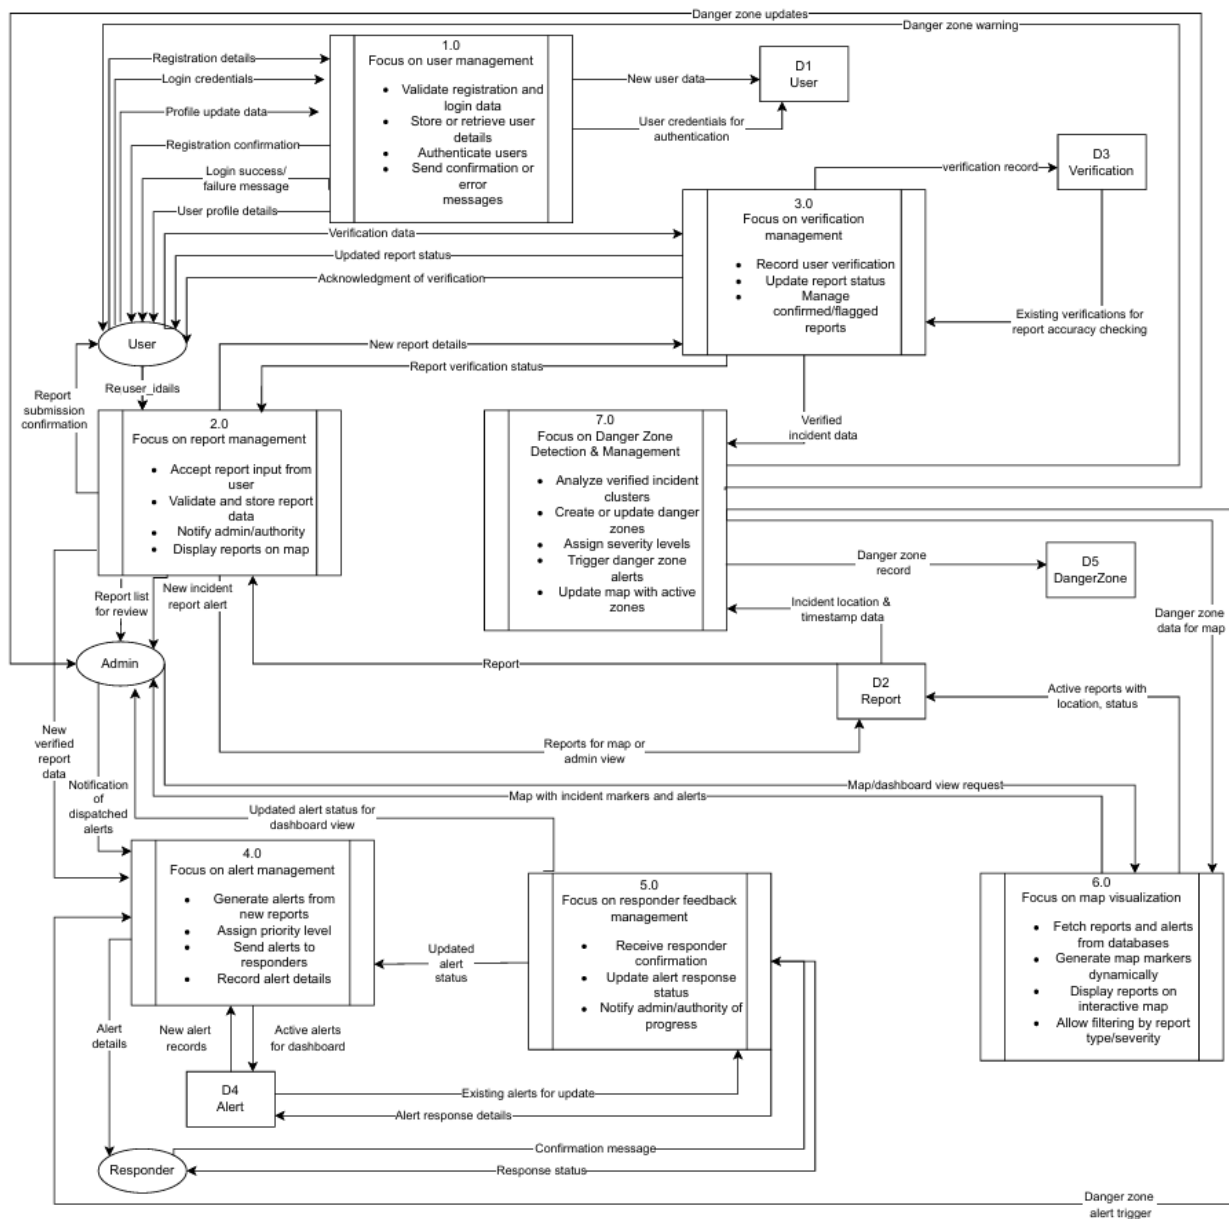 Danger zone updates
Danger zone warning
1.0
Focus on user management
Validate registration and
login data
Store or retrieve user
details
Authenticate users
Send confirmation or
error
messages
Registration details
Login credentials
Profile update data
Registration confirmation
Login success/
failure message
User profile details
New user data
User credentials for
authentication
D1
User
Verification data
Updated report status
Acknowledgment of verification
verification record
D3
Verification
3.0
Focus on verification
management
Record user verification
Update report status
Manage
confirmed/flagged
reports
Existing verifications for
report accuracy checking
User
New report details
Report verification status
Report
submission
confirmation
Re user_id ails
2.0
Focus on report management
Accept report input from
user
Validate and store report
data
Notify admin/authority
Display reports on map
Verified
incident data
7.0
Focus on Danger Zone
Detection & Management
Analyze verified incident
clusters
Create or update danger
zones
Assign severity levels
Trigger danger zone
alerts
Update map with active
zones
Danger zone
record
D5
DangerZone
Incident location &
timestamp data
Danger zone
data for map
Report list
for review
New incident
report alert
Admin
Report
D2
Report
Active reports with
location, status
New
verified
report
data
Reports for map or
admin view
Notification
of
dispatched
alerts
Map/dashboard view request
Map with incident markers and alerts
Updated alert status for
dashboard view
4.0
Focus on alert management
Generate alerts from
new reports
Assign priority level
Send alerts to
responders
Record alert details
5.0
Focus on responder feedback
management
Receive responder
confirmation
Update alert response
status
Notify admin/authority of
progress
6.0
Focus on map visualization
Fetch reports and alerts
from databases
Generate map markers
dynamically
Display reports on
interactive map
Allow filtering by report
type/severity
Updated
alert
status
Alert
details
New alert
records
Active alerts
for dashboard
D4
Alert
Existing alerts for update
Alert response details
Confirmation message
Responder
Response status
Danger zone
alert trigger